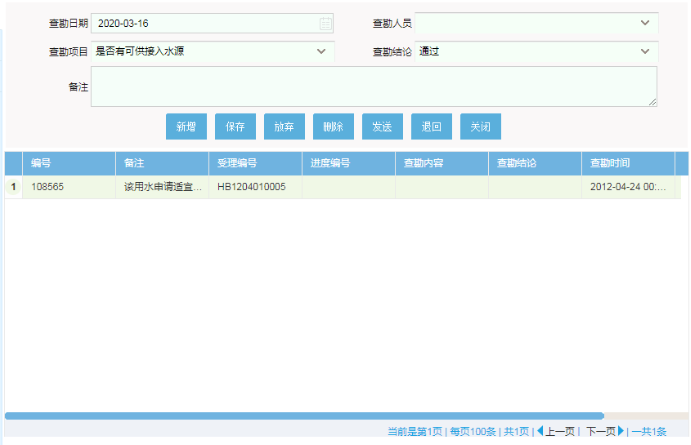 查勘日期 2020-03-16 查勘人员
查勘项目 是否有可供接入水源 查勘结论 通过
备注
新增 保存 放弃 删除 发送 退回 关闭
编号 备注 受理编号 进度编号 查勘内容 查勘结论 查勘时间
1 108565 该用水申请适宜... HB1204010005 2012-04-24 00:...
当前是第1页 | 每页100条 | 共1页 | 上一页 | 下一页 | 一共1条